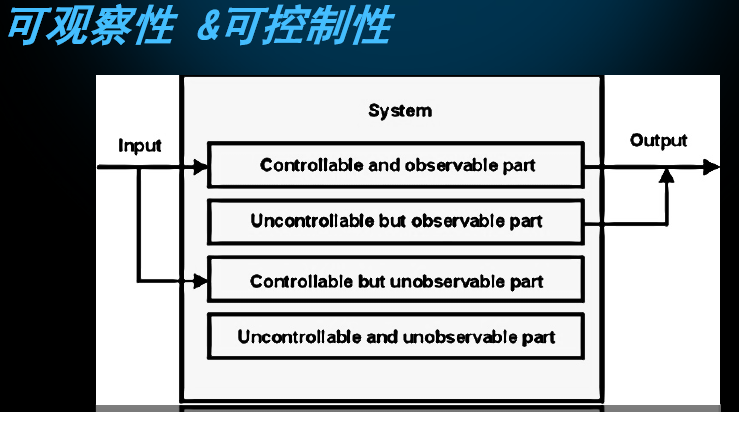 可观察性 &可控制性
System
Input
Output
Controllable and observable part
Uncontrollable but observable part
Controllable but unobservable part
Uncontrollable and unobservable part